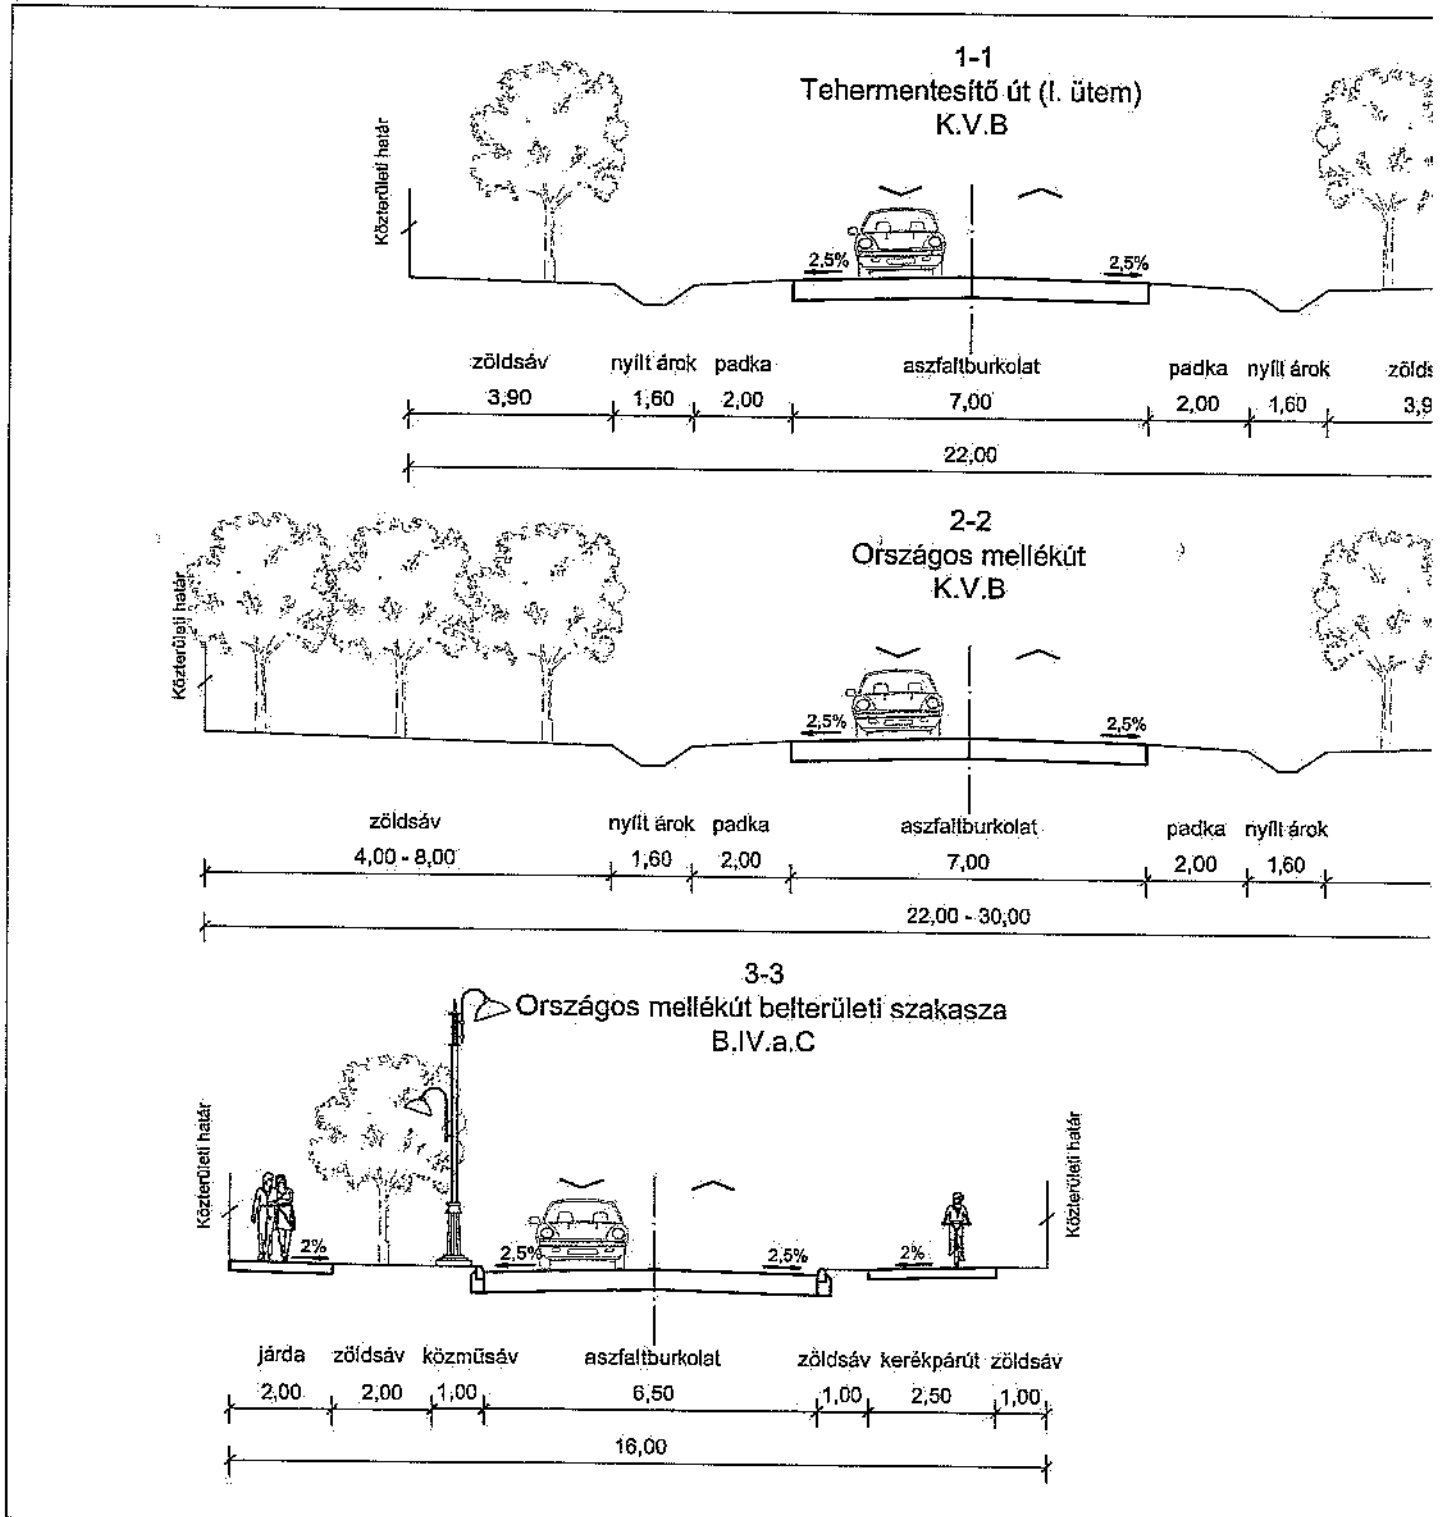 1-1
Tehermentesítő út (I. ütem)
K.V.B
Közterületi határ
2,5%
2,5%
zöldsáv nyílt árok padka aszfaltburkolat padka nyílt árok zölds
3,90 1,60 2,00 7,00 2,00 1,60 3,9
22,00
2-2
Országos mellékút
K.V.B
Közterületi határ
2,5%
2,5%
zöldsáv nyílt árok padka aszfaltburkolat padka nyílt árok
4,00 - 8,00 1,60 2,00 7,00 2,00 1,60
22,00 - 30,00
3-3
Országos mellékút belterületi szakasza
B.IV.a.C
Közterületi határ
Közterületi határ
2%
2,5%
2,5%
2%
járda zöldsáv közműsáv aszfaltburkolat zöldsáv kerékpárút zöldsáv
2,00 2,00 1,00 6,50 1,00 2,50 1,00
16,00